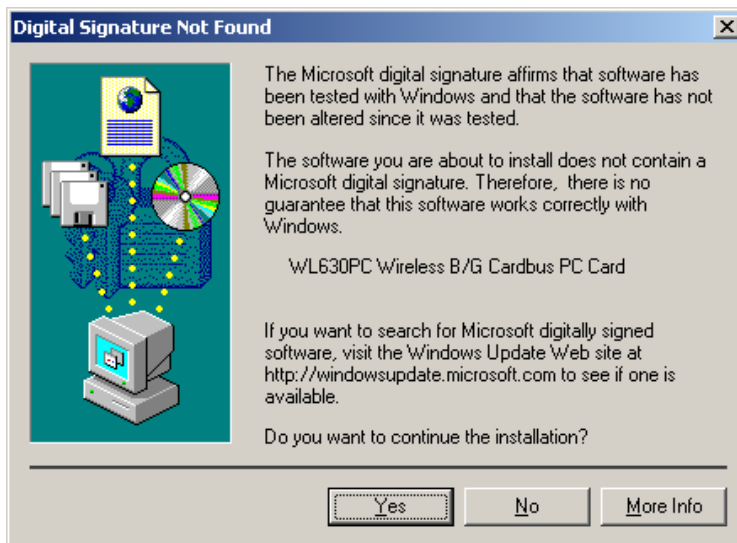 Digital Signature Not Found
The Microsoft digital signature affirms that software has
been tested with Windows and that the software has not
been altered since it was tested.
The software you are about to install does not contain a
Microsoft digital signature. Therefore,  there is no
guarantee that this software works correctly with
Windows.
WL630PC Wireless B/G Cardbus PC Card
If you want to search for Microsoft digitally signed
software, visit the Windows Update Web site at
http://windowsupdate.microsoft.com to see if one is
available.
Do you want to continue the installation?
Yes No More Info